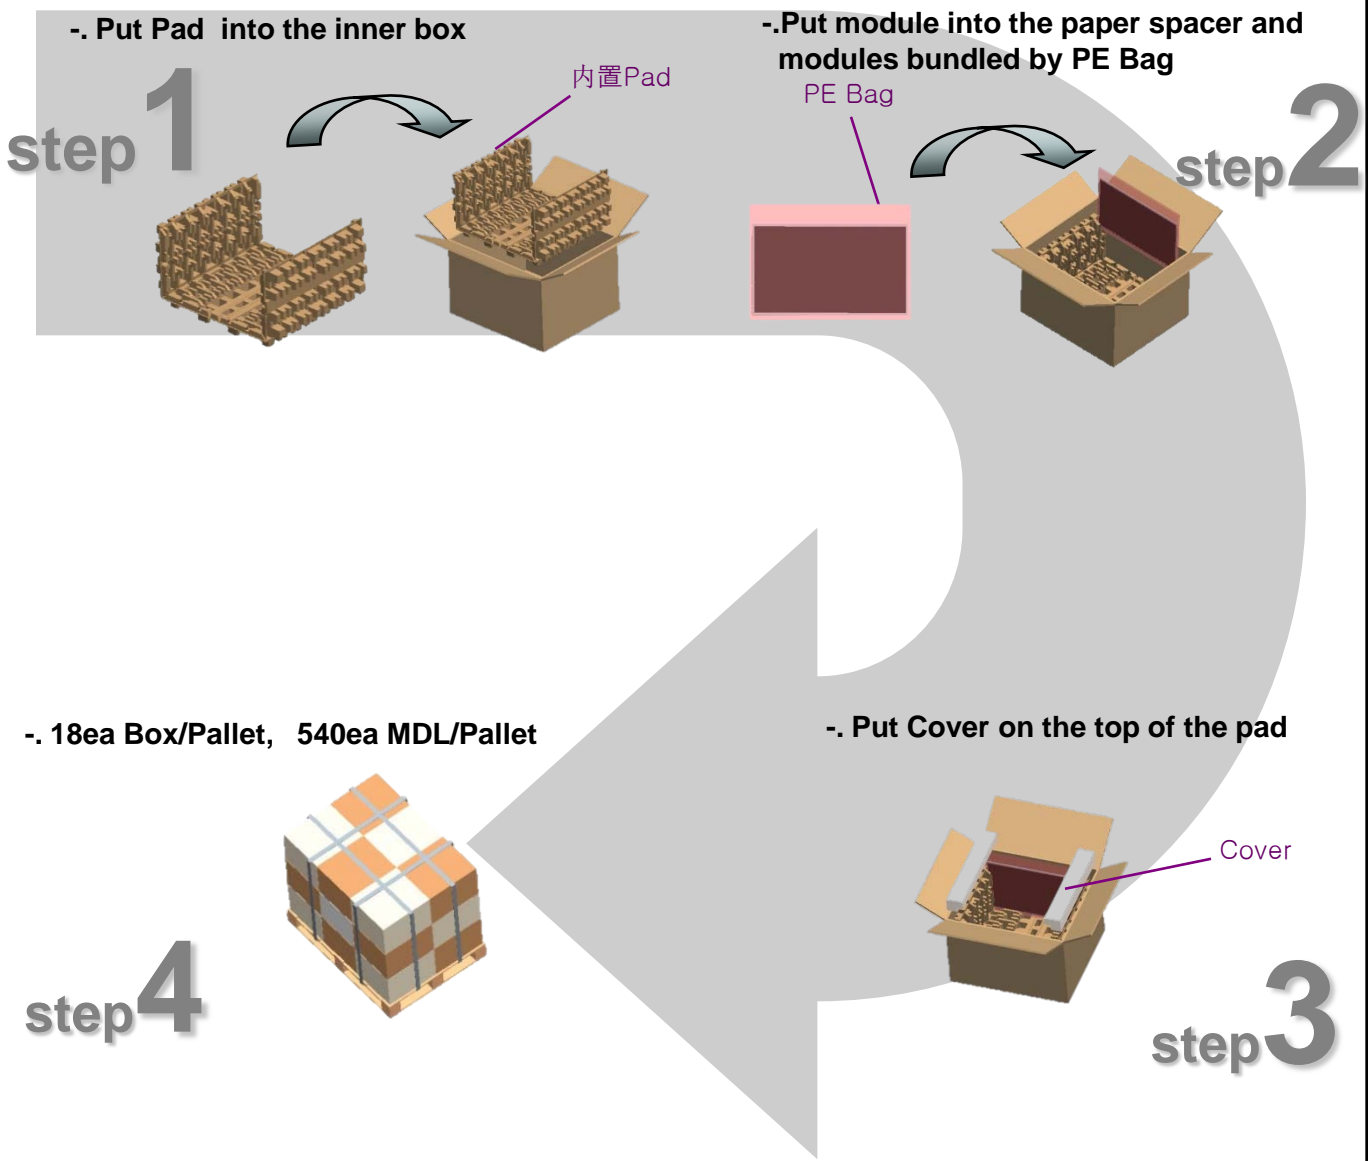 -. Put Pad into the inner box
step1
内置Pad
-.Put module into the paper spacer and
modules bundled by PE Bag
PE Bag
step2
-. Put Cover on the top of the pad
Cover
step3
-. 18ea Box/Pallet, 540ea MDL/Pallet
step4